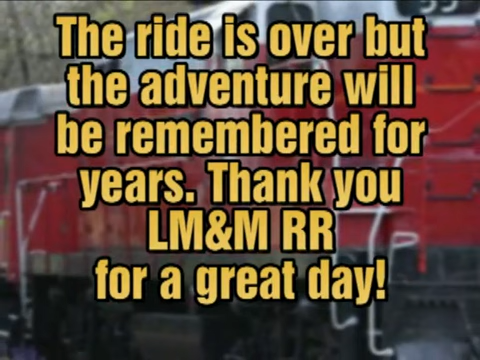 The ride is over but
the adventure will
be remembered for
years. Thank you
LM&M RR
for a great day!